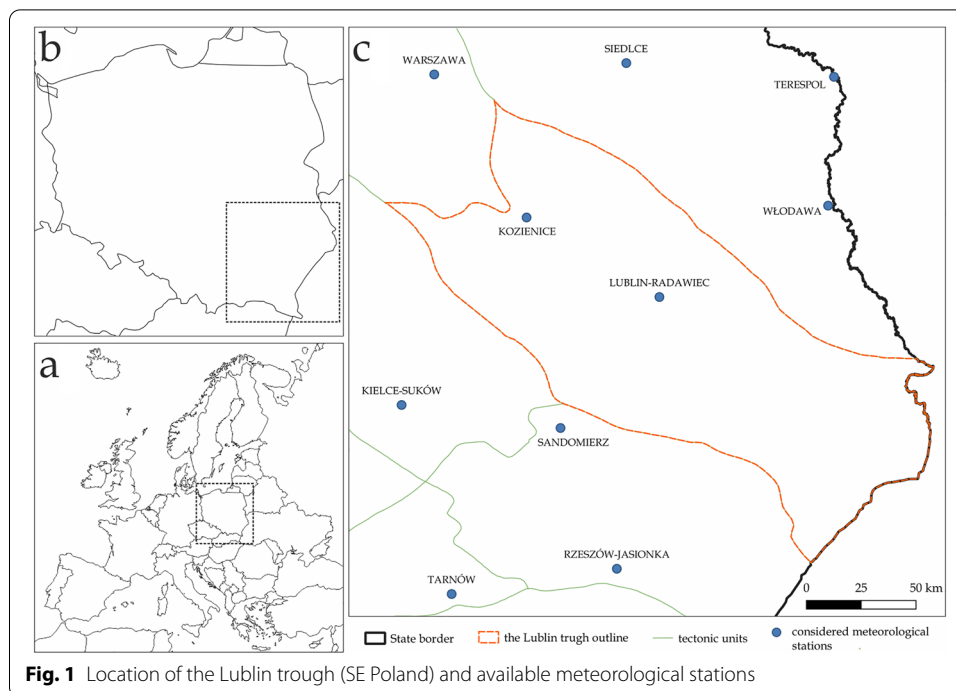 b
c
WARSZAWA
SIEDLCE
TERESPOL
WŁODAWA
KOZIENICE
LUBLIN-RADAWIEC
a
KIELCE-SUKÓW
SANDOMIERZ
RZESZÓW-JASIONKA
TARNÓW
0 25 50 km
State border
the Lublin trugh outline
tectonic units
considered meteorological
stations
Fig. 1 Location of the Lublin trough (SE Poland) and available meteorological stations